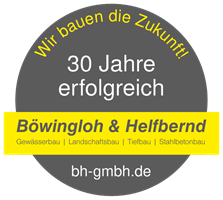 Wir bauen die Zukunft!
30 Jahre
erfolgreich
Böwingloh & Helfbernd
Gewässerbau | Landschaftsbau | Tiefbau | Stahlbetonbau
bh-gmbh.de